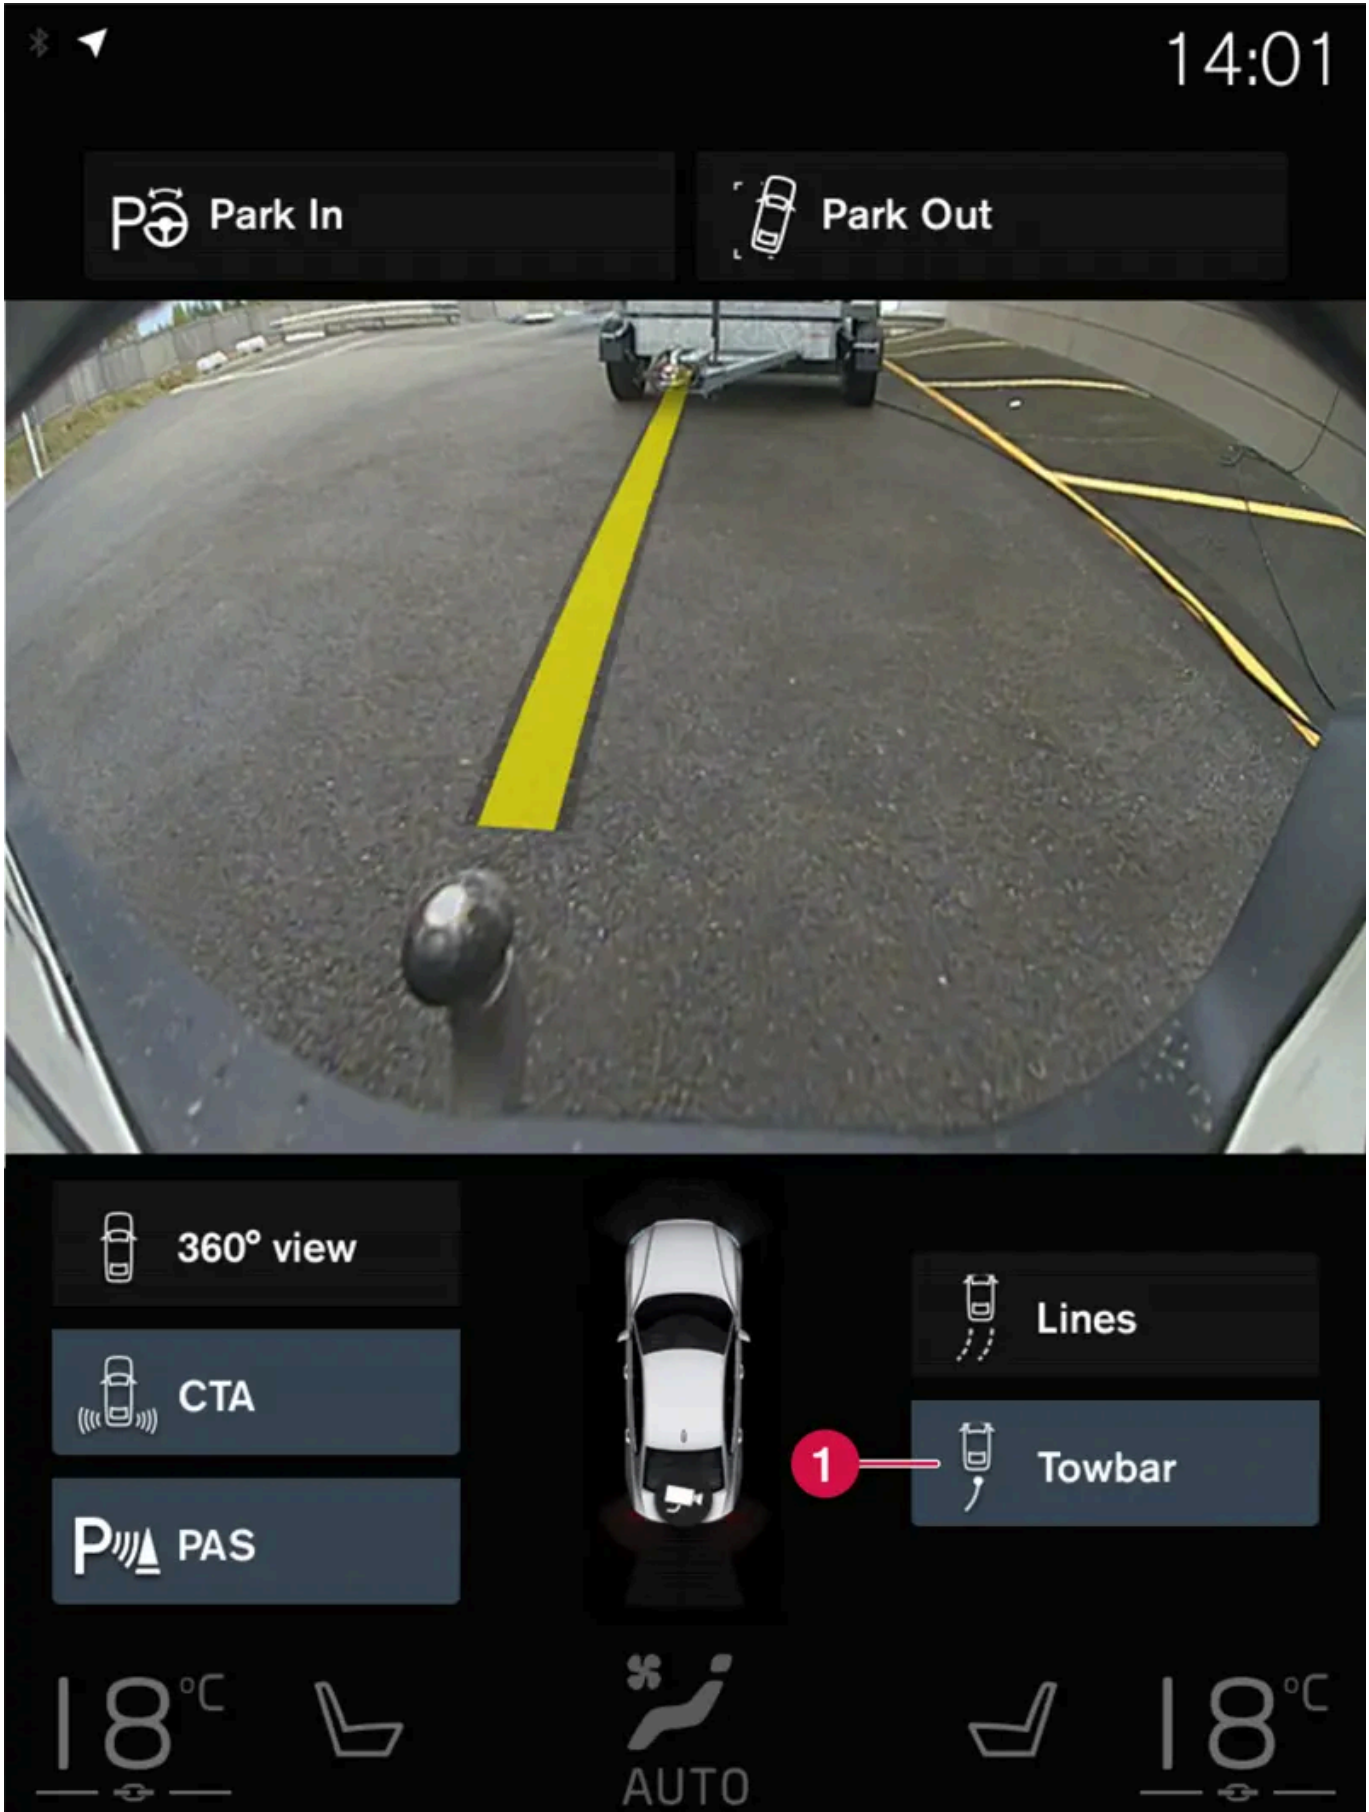 14:01
P Park In
Park Out
360° view
CTA
P PAS
Lines
1
Towbar
18°C
18°C
AUTO